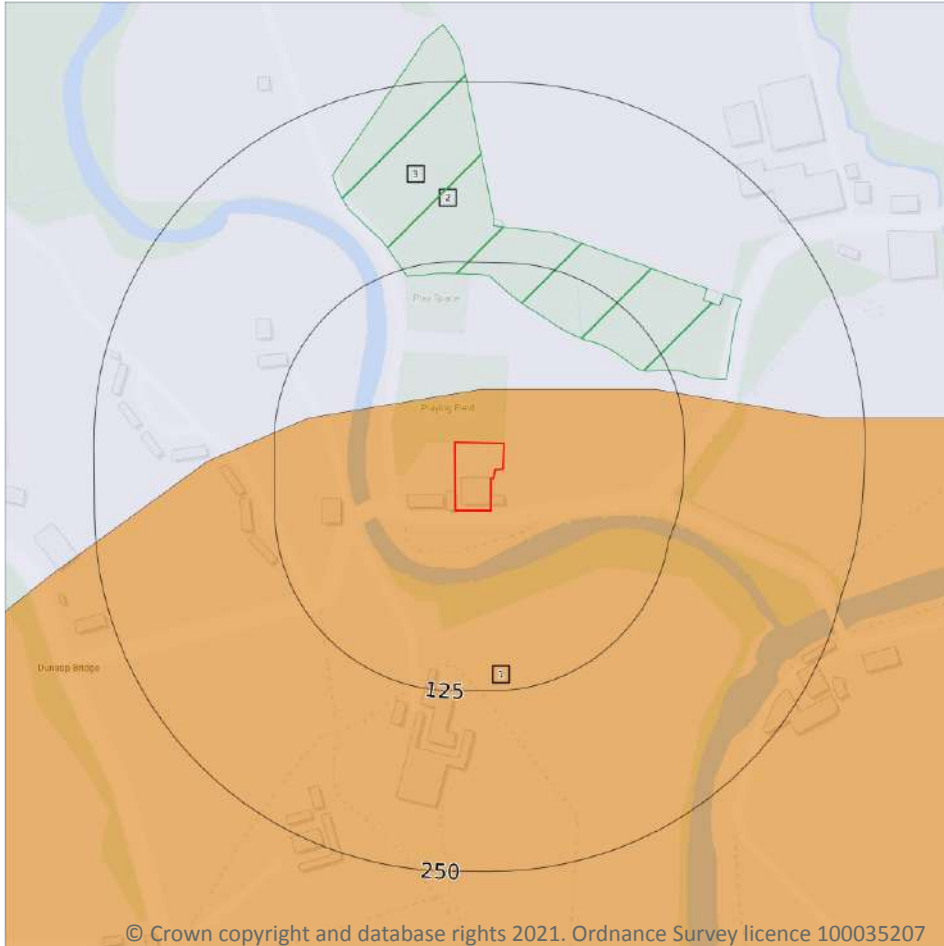 3
2
Play Space
Playing Field
Dunsop Bridge
1
125
250
© Crown copyright and database rights 2021. Ordnance Survey licence 100035207